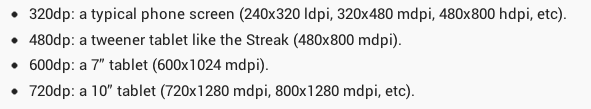 • 320dp: a typical phone screen (240x320 ldpi, 320x480 mdpi, 480x800 hdpi, etc).
• 480dp: a tweener tablet like the Streak (480x800 mdpi).
• 600dp: a 7” tablet (600x1024 mdpi).
• 720dp: a 10” tablet (720x1280 mdpi, 800x1280 mdpi, etc).